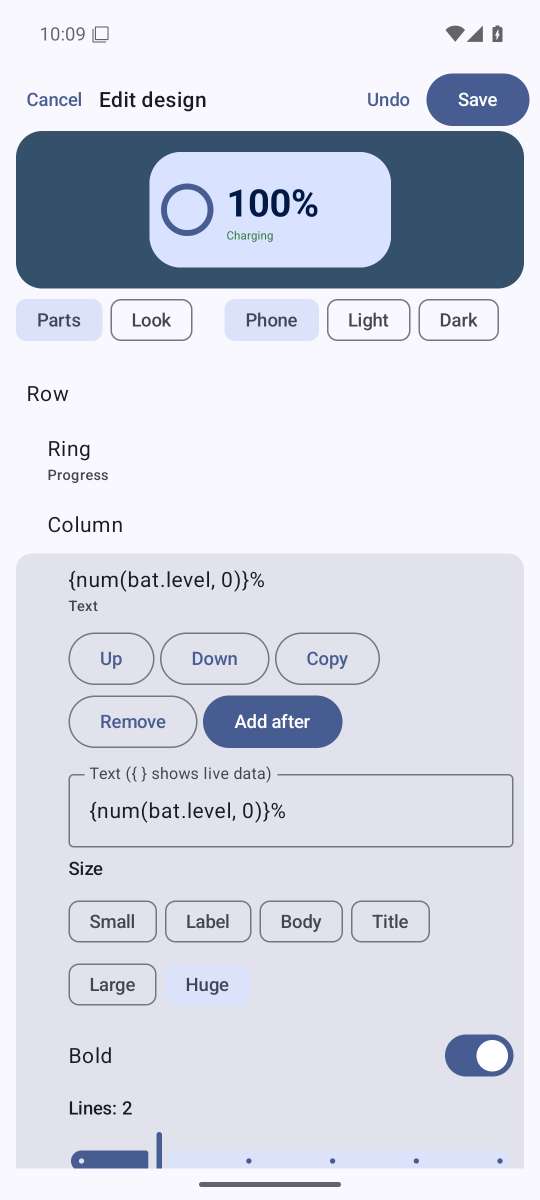 10:09
Cancel Edit design Undo Save
100%
Charging
Parts Look Phone Light Dark
Row
Ring
Progress
Column
{num(bat.level, 0)}%
Text
Up Down Copy
Remove Add after
Text ({ } shows live data)
{num(bat.level, 0)}%
Size
Small Label Body Title
Large Huge
Bold
Lines: 2